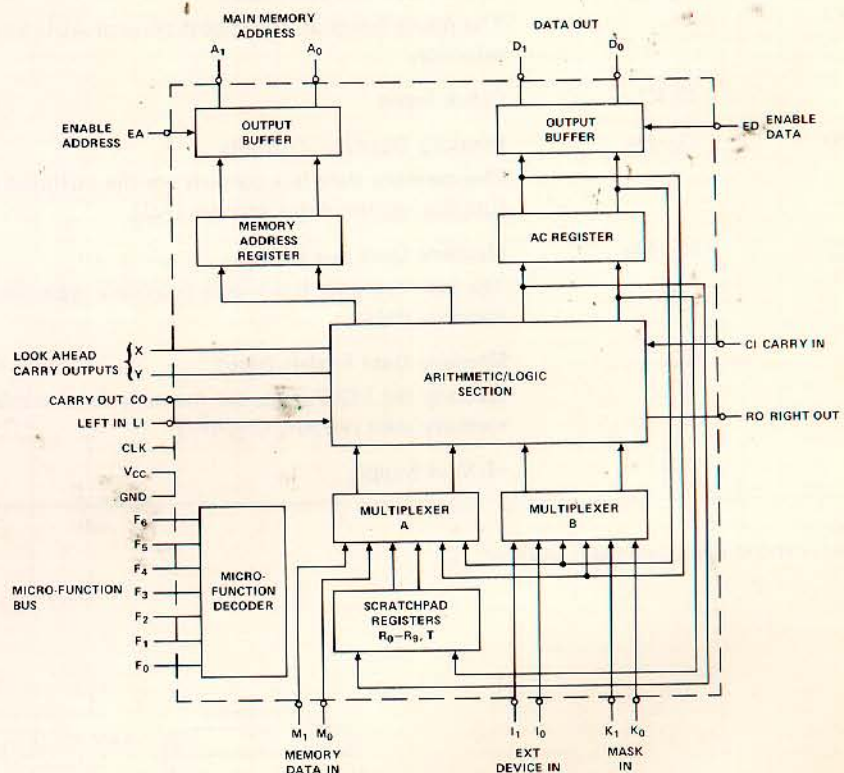 MAIN MEMORY
ADDRESS
DATA OUT
A1 A0
D1 D0
ENABLE
ADDRESS EA
OUTPUT
BUFFER
OUTPUT
BUFFER
ED ENABLE
DATA
MEMORY
ADDRESS
REGISTER
AC REGISTER
LOOK AHEAD
CARRY OUTPUTS
X
Y
CI CARRY IN
ARITHMETIC/LOGIC
SECTION
CARRY OUT CO
LEFT IN LI
RO RIGHT OUT
CLK
VCC
GND
MULTIPLEXER
A
MULTIPLEXER
B
MICRO-FUNCTION
BUS
F6
F5
F4
F3
F2
F1
F0
MICRO-
FUNCTION
DECODER
SCRATCHPAD
REGISTERS
R0–R9, T
M1 M0
MEMORY
DATA IN
I1 I0
EXT
DEVICE IN
K1 K0
MASK
IN